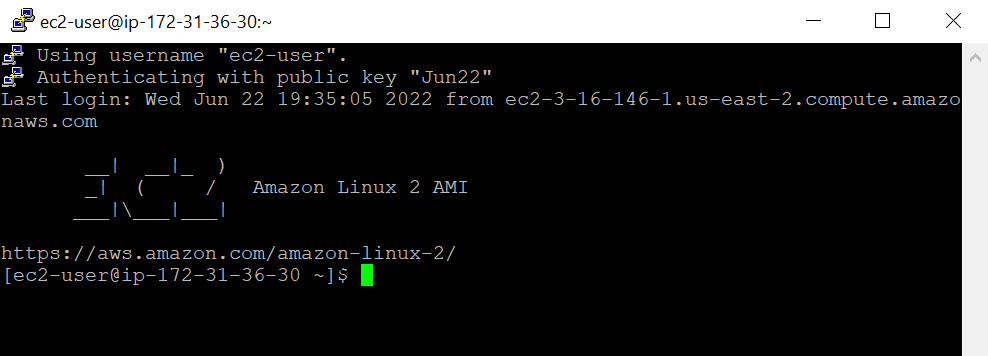 ec2-user@ip-172-31-36-30:~
Using username "ec2-user".
Authenticating with public key "Jun22"
Last login: Wed Jun 22 19:35:05 2022 from ec2-3-16-146-1.us-east-2.compute.amazo
naws.com
       __|  __|_  )
       _|  (     /   Amazon Linux 2 AMI
      ___|\___|___|
https://aws.amazon.com/amazon-linux-2/
[ec2-user@ip-172-31-36-30 ~]$